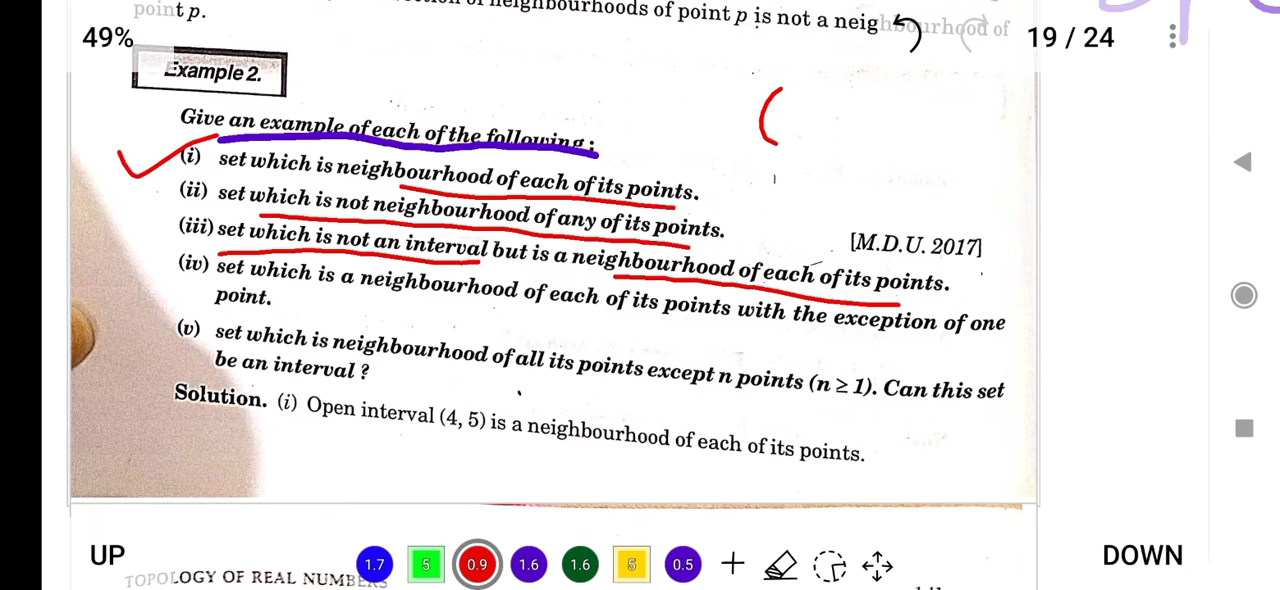 neighbourhoods of point p is not a neighbourhood of
point p.
49%
19 / 24
Example 2.
Give an example of each of the following :
(i) set which is neighbourhood of each of its points.
(ii) set which is not neighbourhood of any of its points.
[M.D.U. 2017]
(iii) set which is not an interval but is a neighbourhood of each of its points.
(iv) set which is a neighbourhood of each of its points with the exception of one
point.
(v) set which is neighbourhood of all its points except n points (n ≥ 1). Can this set
be an interval ?
Solution. (i) Open interval (4, 5) is a neighbourhood of each of its points.
UP
1.7 5 0.9 1.6 1.6 5 0.5
DOWN
TOPOLOGY OF REAL NUMBERS